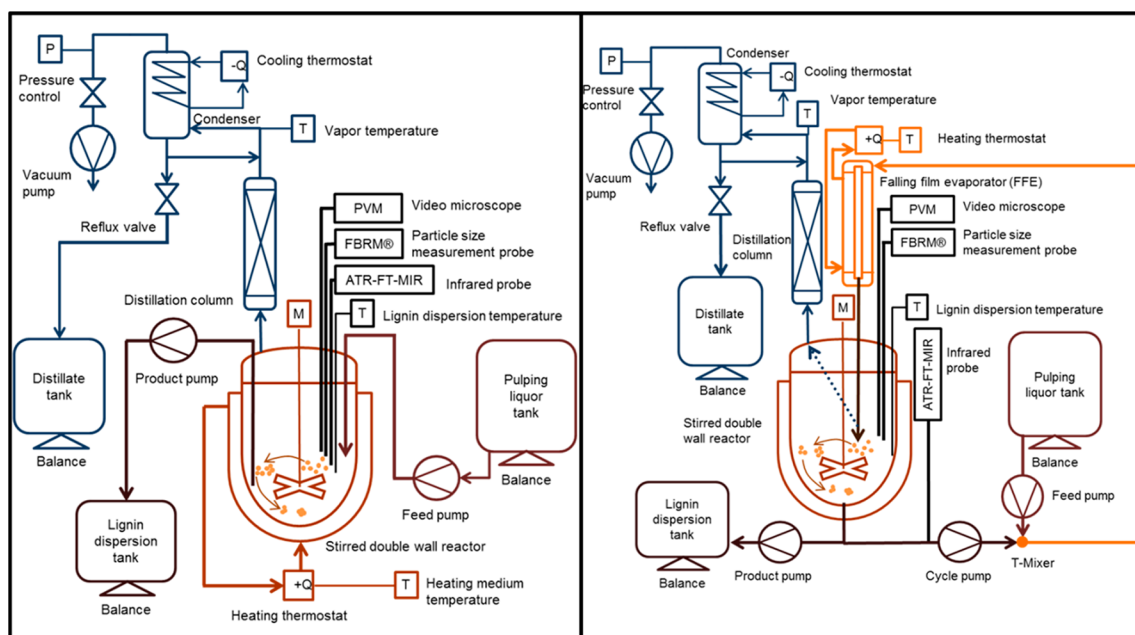 P
Pressure
control
Vacuum
pump
Condenser
-Q
Cooling thermostat
Condenser
T
Vapor temperature
Reflux valve
PVM
Video microscope
FBRM®
Particle size
measurement probe
ATR-FT-MIR
Infrared probe
T
Lignin dispersion temperature
Distillation column
M
Product pump
Distillate
tank
Balance
Pulping
liquor tank
Balance
Feed pump
Lignin
dispersion
tank
Balance
Stirred double wall reactor
+Q
T
Heating medium
temperature
Heating thermostat
P
Pressure
control
Vacuum
pump
Condenser
-Q
Cooling thermostat
Vapor temperature
T
+Q
T
Heating thermostat
Falling film evaporator (FFE)
Reflux valve
PVM
Video microscope
FBRM®
Particle size
measurement probe
Distillation
column
M
T
Lignin dispersion temperature
Distillate
tank
Balance
ATR-FT-MIR
Infrared
probe
Pulping
liquor tank
Balance
Stirred double
wall reactor
Feed pump
Lignin
dispersion
tank
Balance
Product pump
Cycle pump
T-Mixer